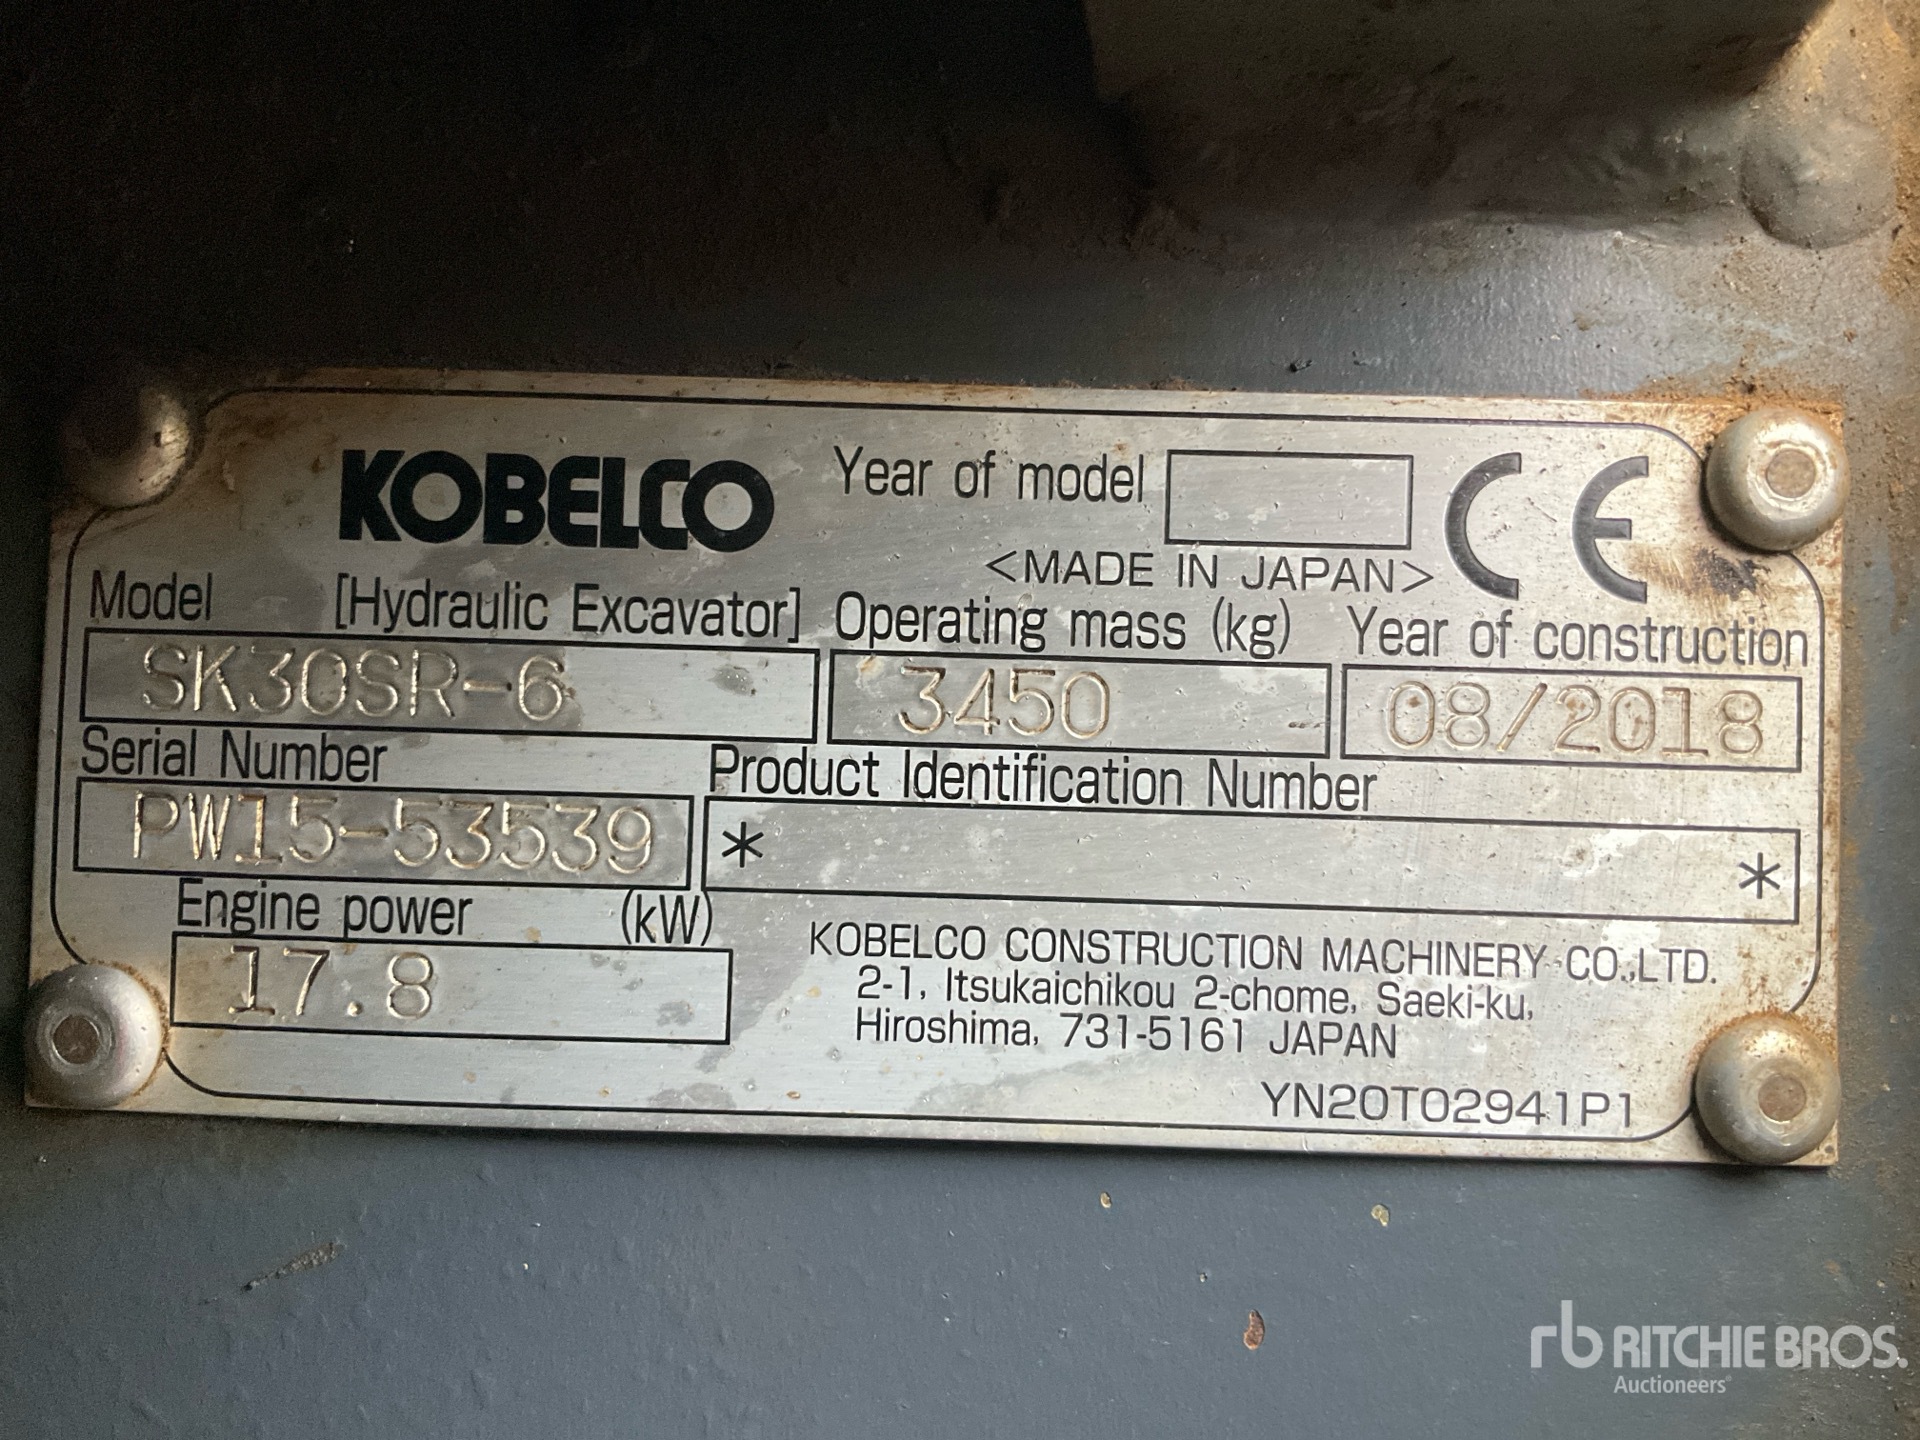 KOBELCO Year of model CE
<MADE IN JAPAN>
Model [Hydraulic Excavator] Operating mass (kg) Year of construction
SK30SR-6 3450 08/2018
Serial Number Product Identification Number
PW15-53539 * *
Engine power (kW)
17.8
KOBELCO CONSTRUCTION MACHINERY CO.,LTD.
2-1, Itsukaichikou 2-chome, Saeki-ku,
Hiroshima, 731-5161 JAPAN
YN20T02941P1
rb RITCHIE BROS.
Auctioneers